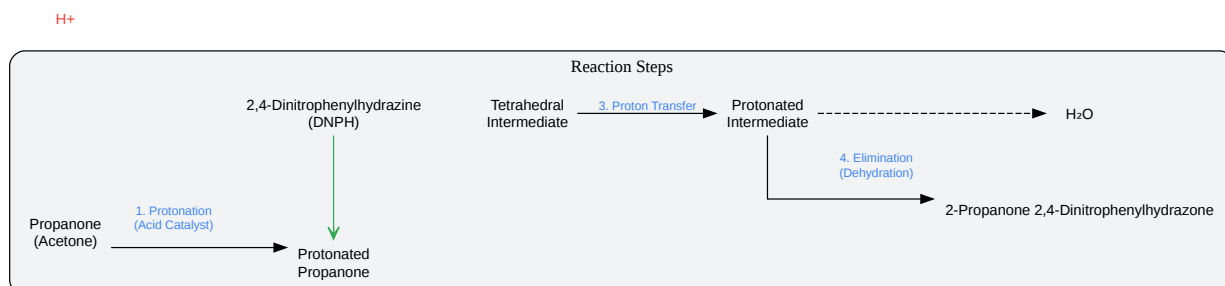 H+
Reaction Steps
2,4-Dinitrophenylhydrazine
(DNPH)
Tetrahedral
Intermediate
3. Proton Transfer
Protonated
Intermediate
H₂O
4. Elimination
(Dehydration)
2-Propanone 2,4-Dinitrophenylhydrazone
Propanone
(Acetone)
1. Protonation
(Acid Catalyst)
Protonated
Propanone